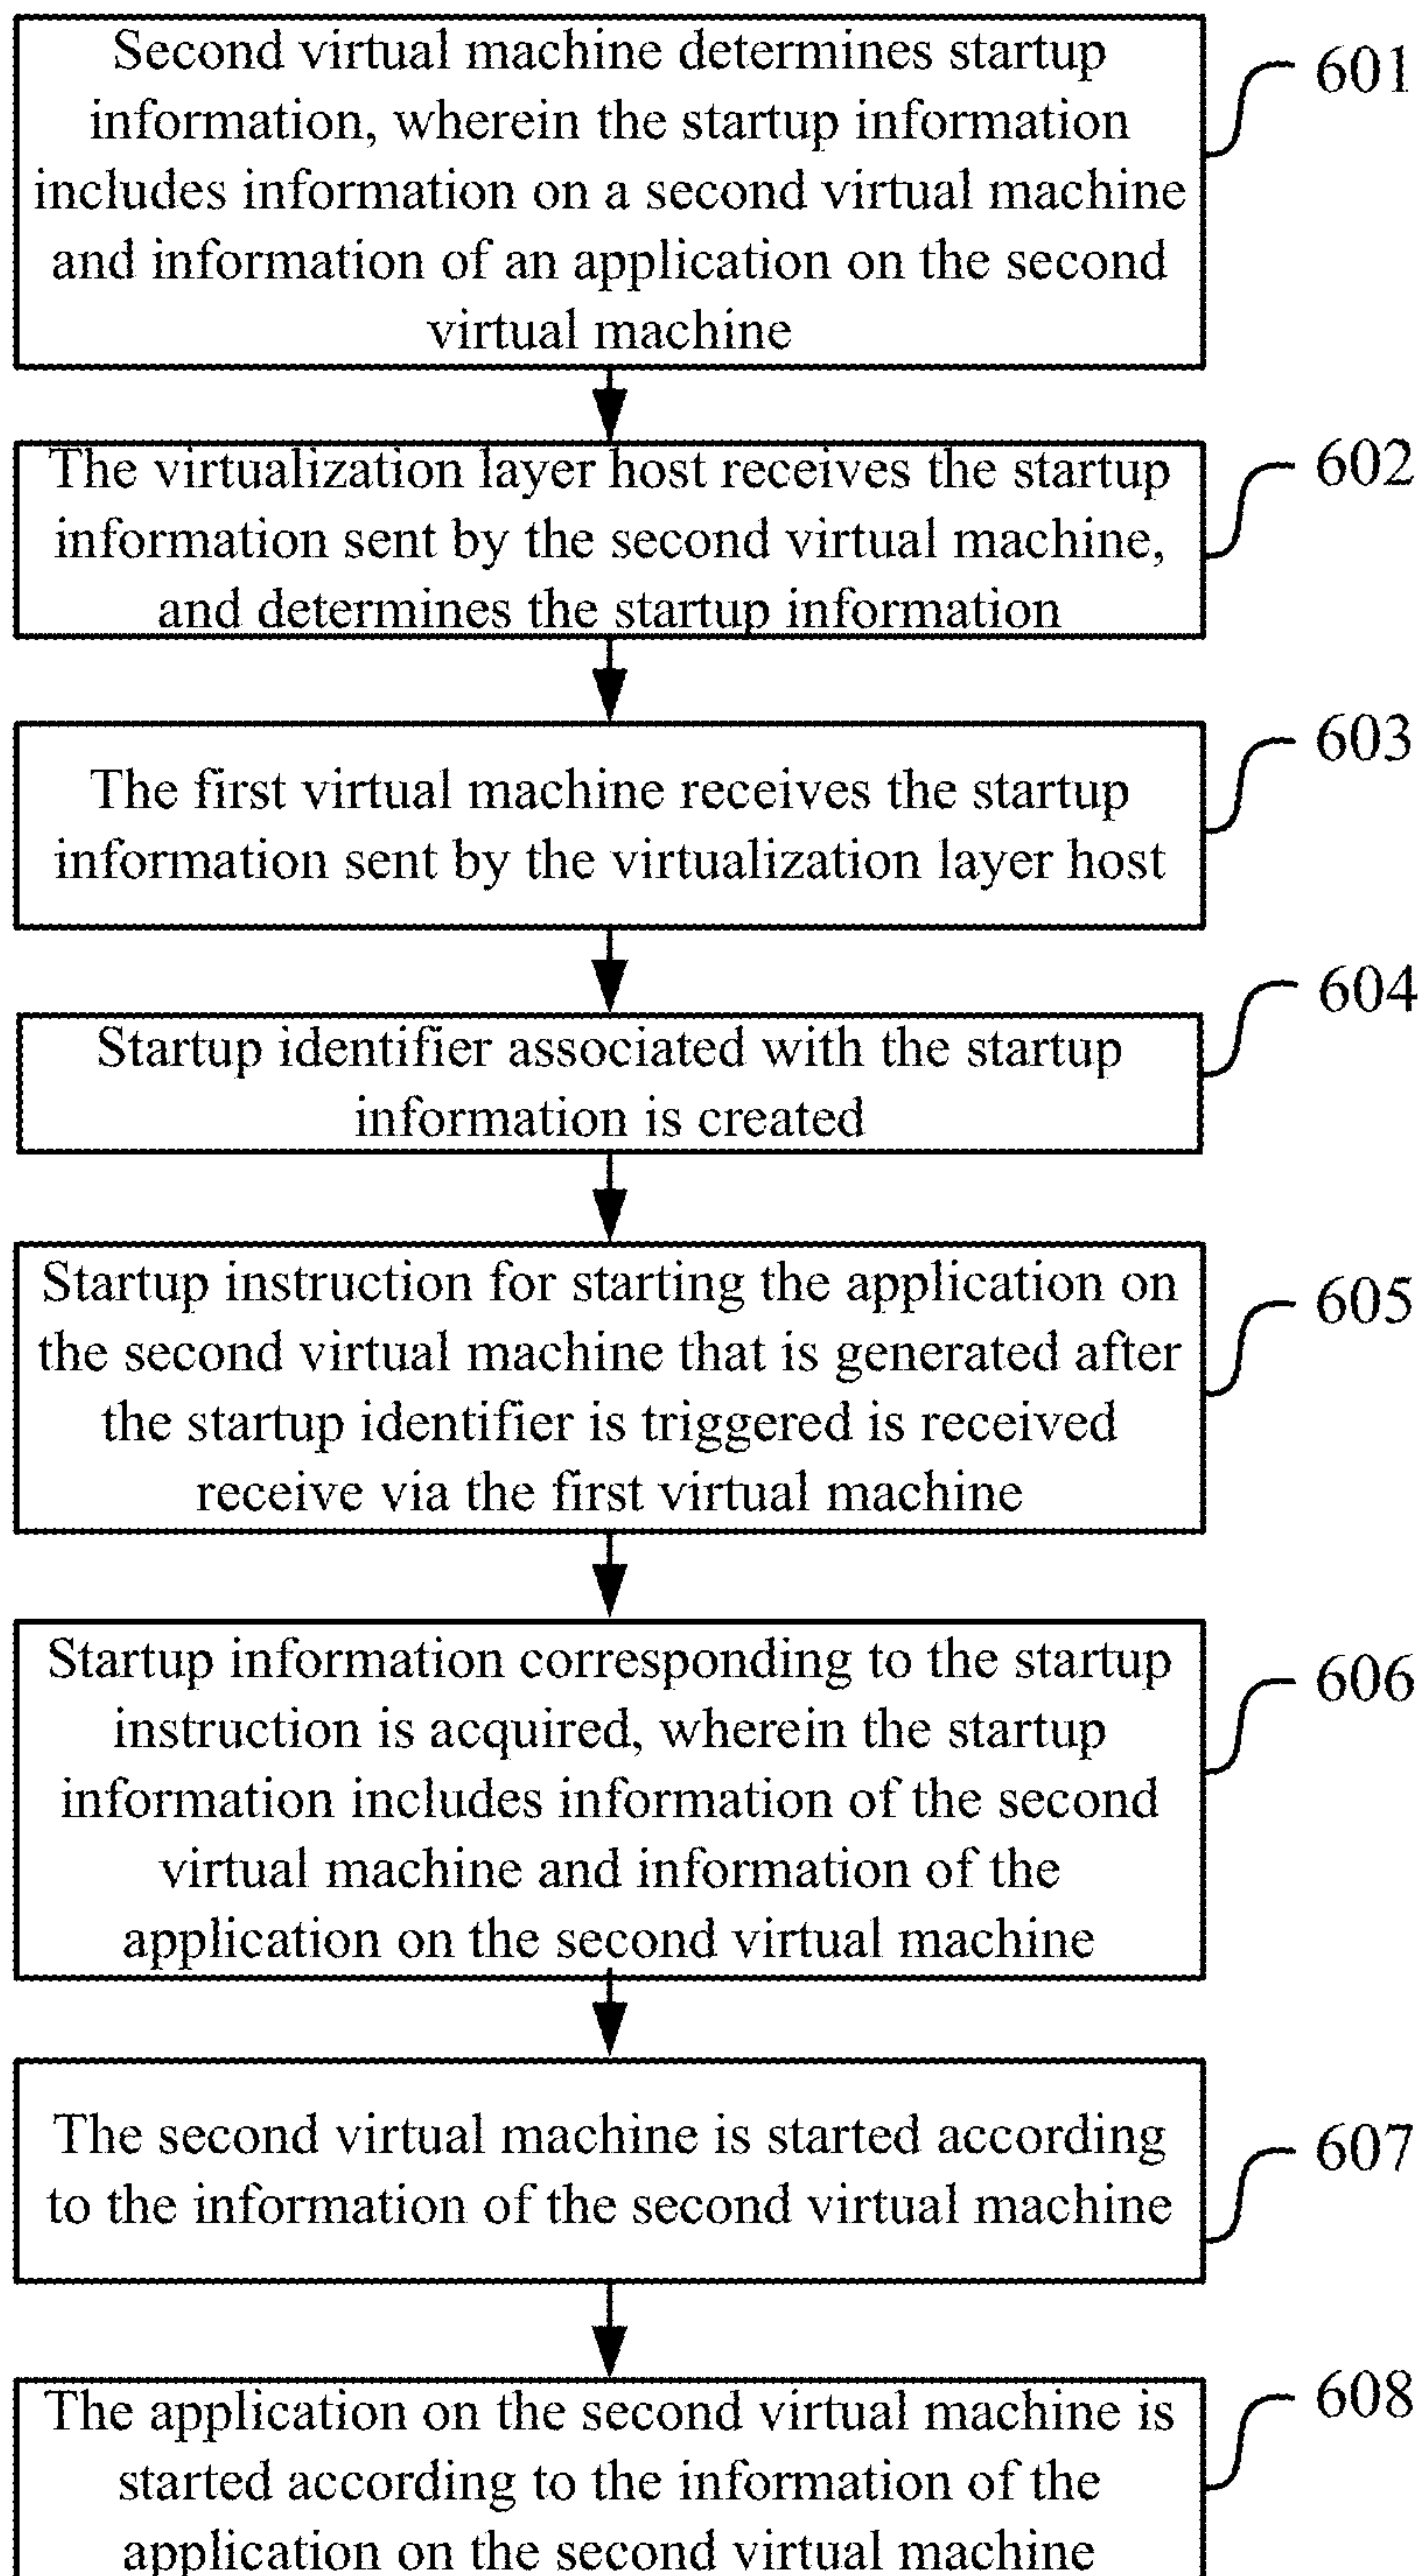 Second virtual machine determines startup
information, wherein the startup information
includes information on a second virtual machine
and information of an application on the second
virtual machine
601
The virtualization layer host receives the startup
information sent by the second virtual machine,
and determines the startup information
602
The first virtual machine receives the startup
information sent by the virtualization layer host
603
Startup identifier associated with the startup
information is created
604
Startup instruction for starting the application on
the second virtual machine that is generated after
the startup identifier is triggered is received
receive via the first virtual machine
605
Startup information corresponding to the startup
instruction is acquired, wherein the startup
information includes information of the second
virtual machine and information of the
application on the second virtual machine
606
The second virtual machine is started according
to the information of the second virtual machine
607
The application on the second virtual machine is
started according to the information of the
application on the second virtual machine
608